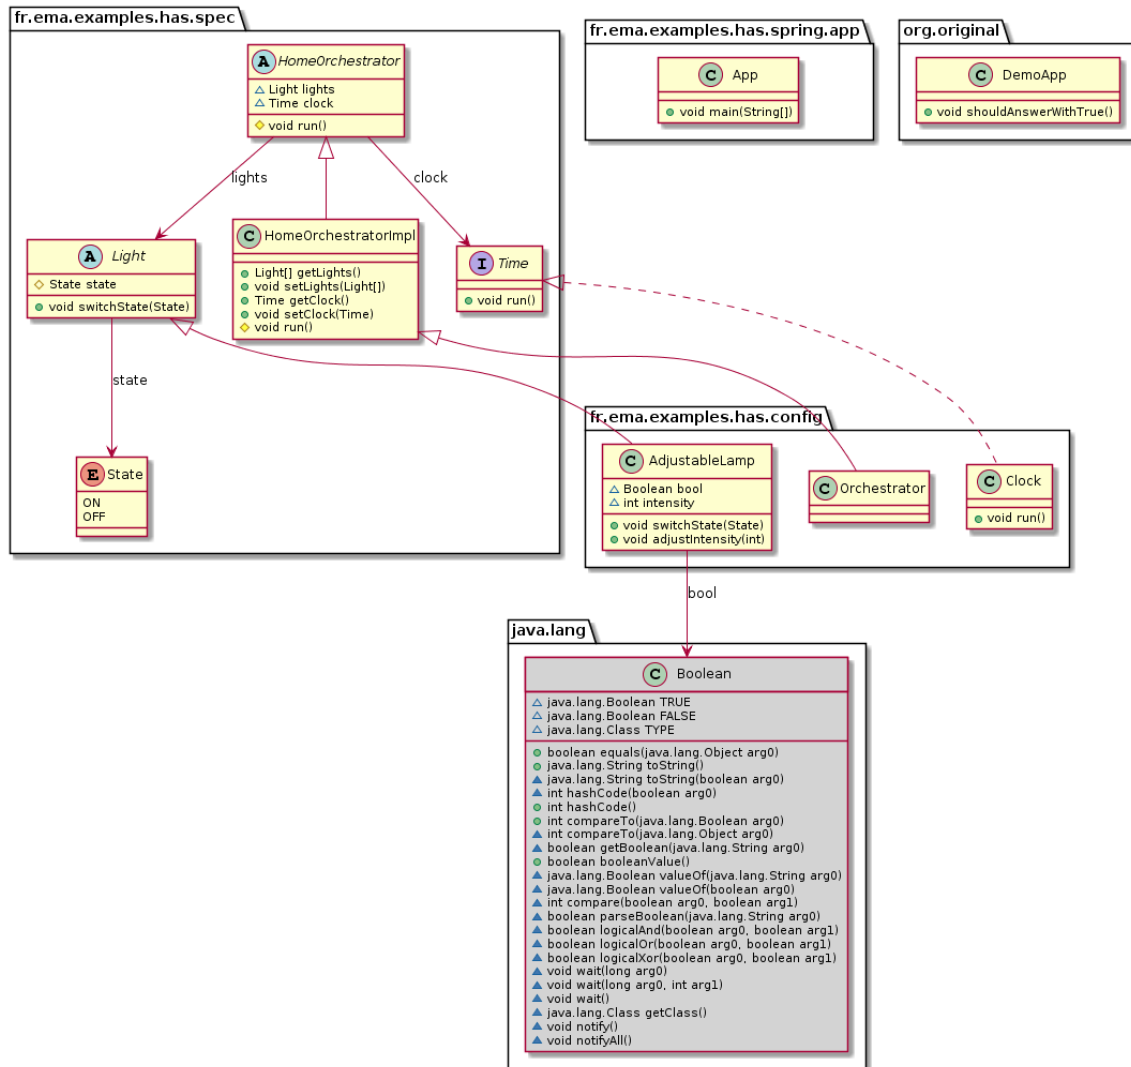 fr.ema.examples.has.spec
A HomeOrchestrator
Light lights
Time clock
void run()
lights
clock
C HomeOrchestratorImpl
Light[] getLights()
void setLights(Light[])
Time getClock()
void setClock(Time)
void run()
A Light
State state
void switchState(State)
I Time
void run()
state
E State
ON
OFF
fr.ema.examples.has.spring.app
C App
void main(String[])
org.original
C DemoApp
void shouldAnswerWithTrue()
fr.ema.examples.has.config
C AdjustableLamp
Boolean bool
int intensity
void switchState(State)
void adjustIntensity(int)
C Orchestrator
C Clock
void run()
bool
java.lang
C Boolean
java.lang.Boolean TRUE
java.lang.Boolean FALSE
java.lang.Class TYPE
boolean equals(java.lang.Object arg0)
java.lang.String toString()
java.lang.String toString(boolean arg0)
int hashCode(boolean arg0)
int hashCode()
int compareTo(java.lang.Boolean arg0)
int compareTo(java.lang.Object arg0)
boolean getBoolean(java.lang.String arg0)
boolean booleanValue()
java.lang.Boolean valueOf(java.lang.String arg0)
java.lang.Boolean valueOf(boolean arg0)
int compare(boolean arg0, boolean arg1)
boolean parseBoolean(java.lang.String arg0)
boolean logicalAnd(boolean arg0, boolean arg1)
boolean logicalOr(boolean arg0, boolean arg1)
boolean logicalXor(boolean arg0, boolean arg1)
void wait(long arg0)
void wait(long arg0, int arg1)
void wait()
java.lang.Class getClass()
void notify()
void notifyAll()